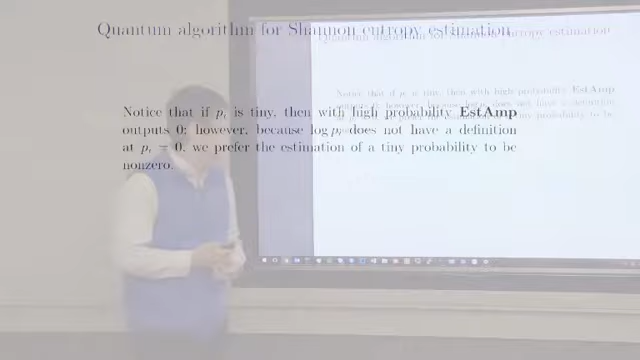 Quantum algorithm for Shannon entropy estimation
Notice that if pᵢ is tiny, then with high probability EstAmp
outputs 0; however, because log pᵢ does not have a definition
at pᵢ = 0, we prefer the estimation of a tiny probability to be
nonzero.